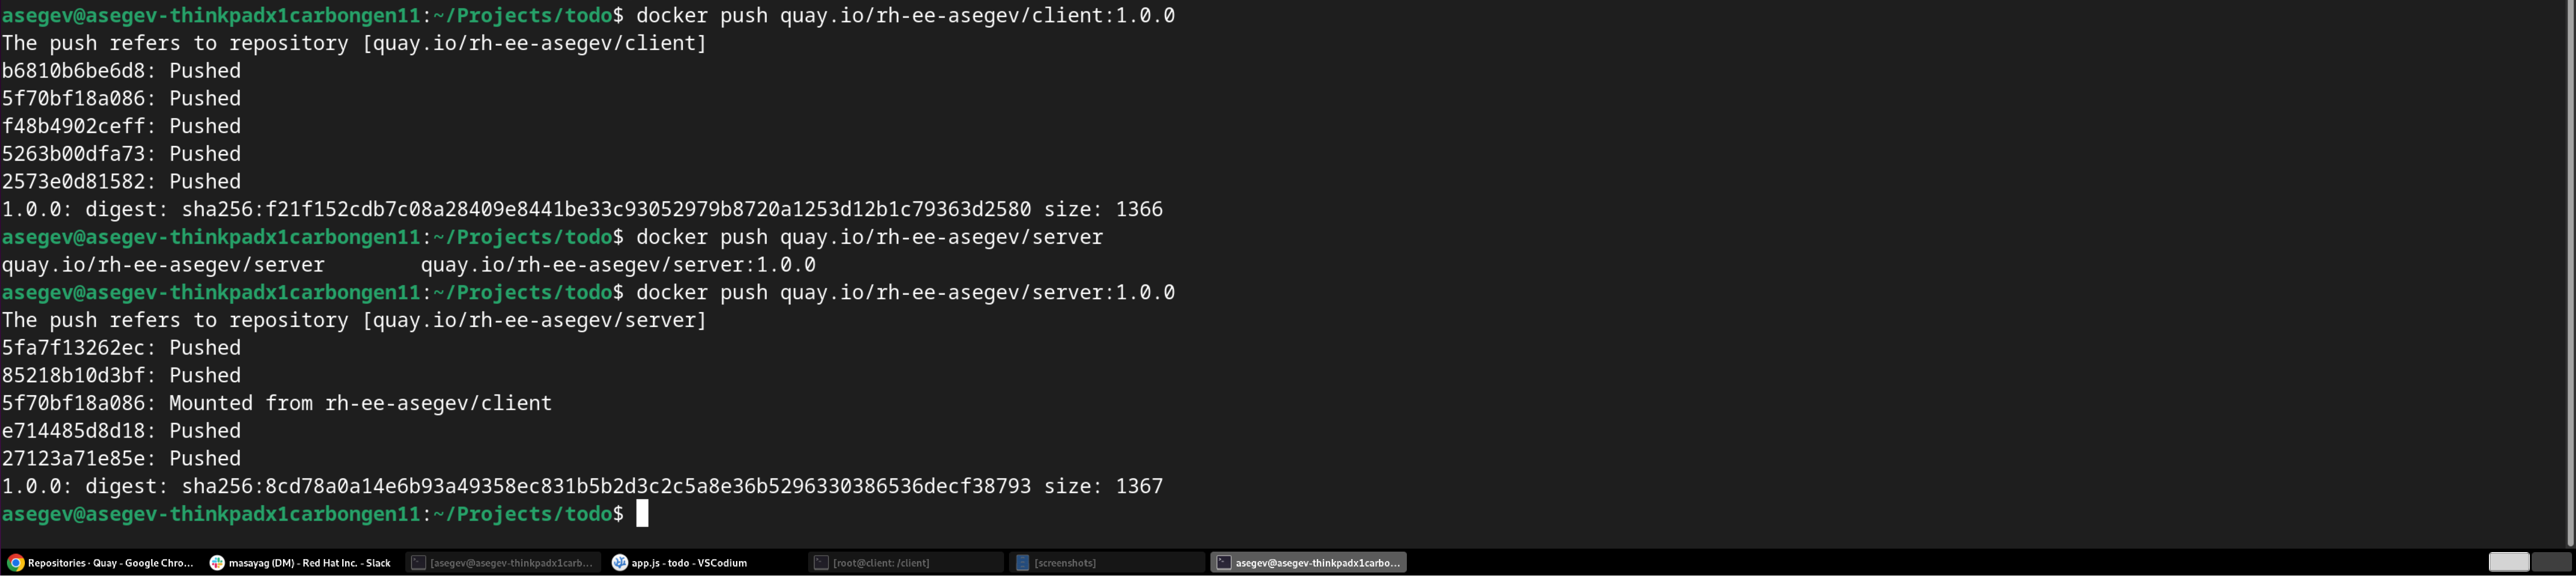 asegev@asegev-thinkpadx1carbongen11:~/Projects/todo$ docker push quay.io/rh-ee-asegev/client:1.0.0
The push refers to repository [quay.io/rh-ee-asegev/client]
b6810b6be6d8: Pushed
5f70bf18a086: Pushed
f48b4902ceff: Pushed
5263b00dfa73: Pushed
2573e0d81582: Pushed
1.0.0: digest: sha256:f21f152cdb7c08a28409e8441be33c93052979b8720a1253d12b1c79363d2580 size: 1366
asegev@asegev-thinkpadx1carbongen11:~/Projects/todo$ docker push quay.io/rh-ee-asegev/server
quay.io/rh-ee-asegev/server        quay.io/rh-ee-asegev/server:1.0.0
asegev@asegev-thinkpadx1carbongen11:~/Projects/todo$ docker push quay.io/rh-ee-asegev/server:1.0.0
The push refers to repository [quay.io/rh-ee-asegev/server]
5fa7f13262ec: Pushed
85218b10d3bf: Pushed
5f70bf18a086: Mounted from rh-ee-asegev/client
e714485d8d18: Pushed
27123a71e85e: Pushed
1.0.0: digest: sha256:8cd78a0a14e6b93a49358ec831b5b2d3c2c5a8e36b5296330386536decf38793 size: 1367
asegev@asegev-thinkpadx1carbongen11:~/Projects/todo$
Repositories · Quay - Google Chro... masayag (DM) - Red Hat Inc. - Slack [asegev@asegev-thinkpadx1carb... app.js - todo - VSCodium [root@client: /client] [screenshots] asegev@asegev-thinkpadx1carbo...